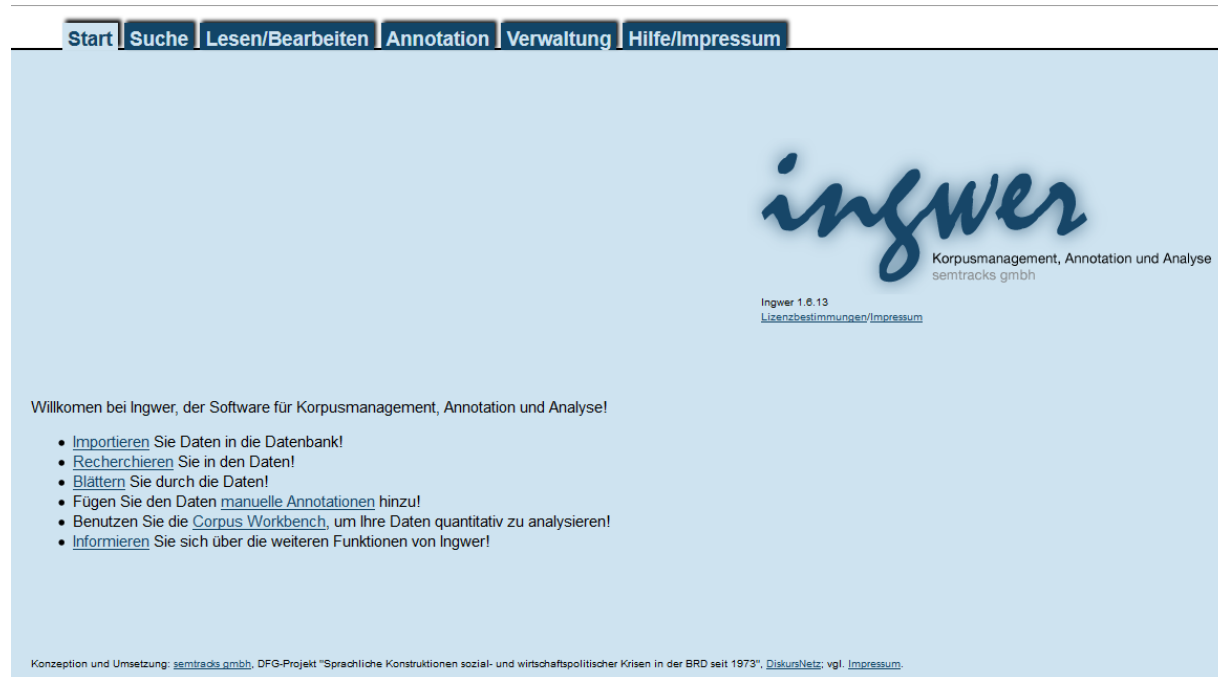 Start Suche Lesen/Bearbeiten Annotation Verwaltung Hilfe/Impressum
ingwer
Korpusmanagement, Annotation und Analyse
semtracks gmbh
Ingwer 1.6.13
Lizenzbestimmungen/Impressum
Willkomen bei Ingwer, der Software für Korpusmanagement, Annotation und Analyse!
Importieren Sie Daten in die Datenbank!
Recherchieren Sie in den Daten!
Blättern Sie durch die Daten!
Fügen Sie den Daten manuelle Annotationen hinzu!
Benutzen Sie die Corpus Workbench, um Ihre Daten quantitativ zu analysieren!
Informieren Sie sich über die weiteren Funktionen von Ingwer!
Konzeption und Umsetzung: semtracks gmbh, DFG-Projekt "Sprachliche Konstruktionen sozial- und wirtschaftspolitischer Krisen in der BRD seit 1973", DiskursNetz; vgl. Impressum.